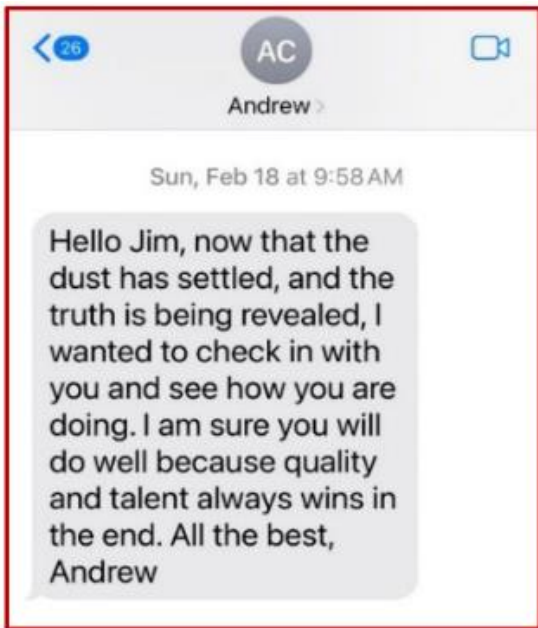 26
AC
Andrew
Sun, Feb 18 at 9:58 AM
Hello Jim, now that the
dust has settled, and the
truth is being revealed, I
wanted to check in with
you and see how you are
doing. I am sure you will
do well because quality
and talent always wins in
the end. All the best,
Andrew